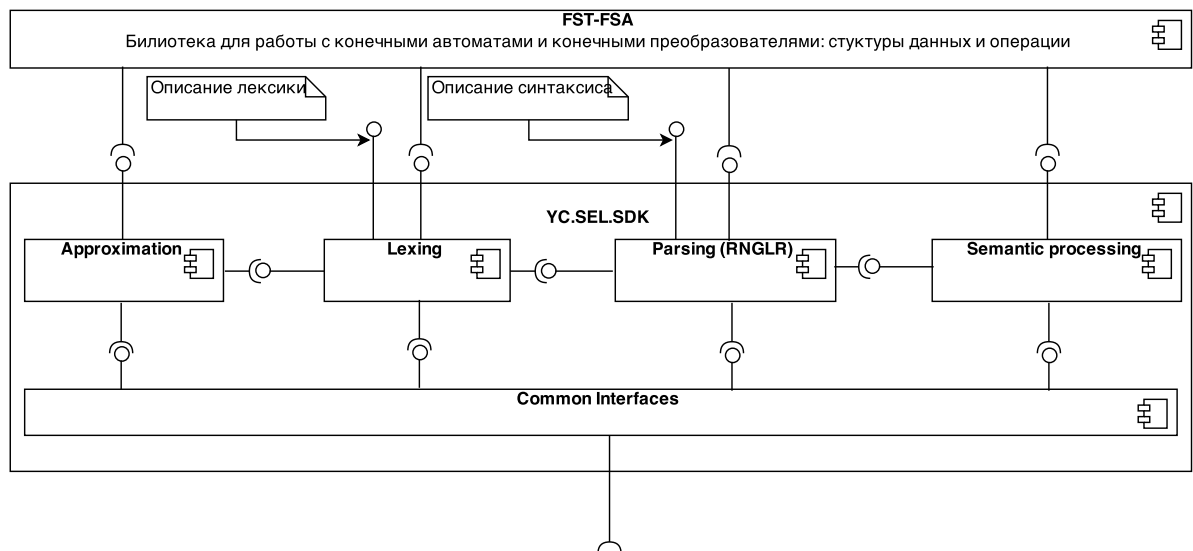 FST-FSA
Билиотека для работы с конечными автоматами и конечными преобразователями: стуктуры данных и операции
Описание лексики
Описание синтаксиса
YC.SEL.SDK
Approximation
Lexing
Parsing (RNGLR)
Semantic processing
Common Interfaces